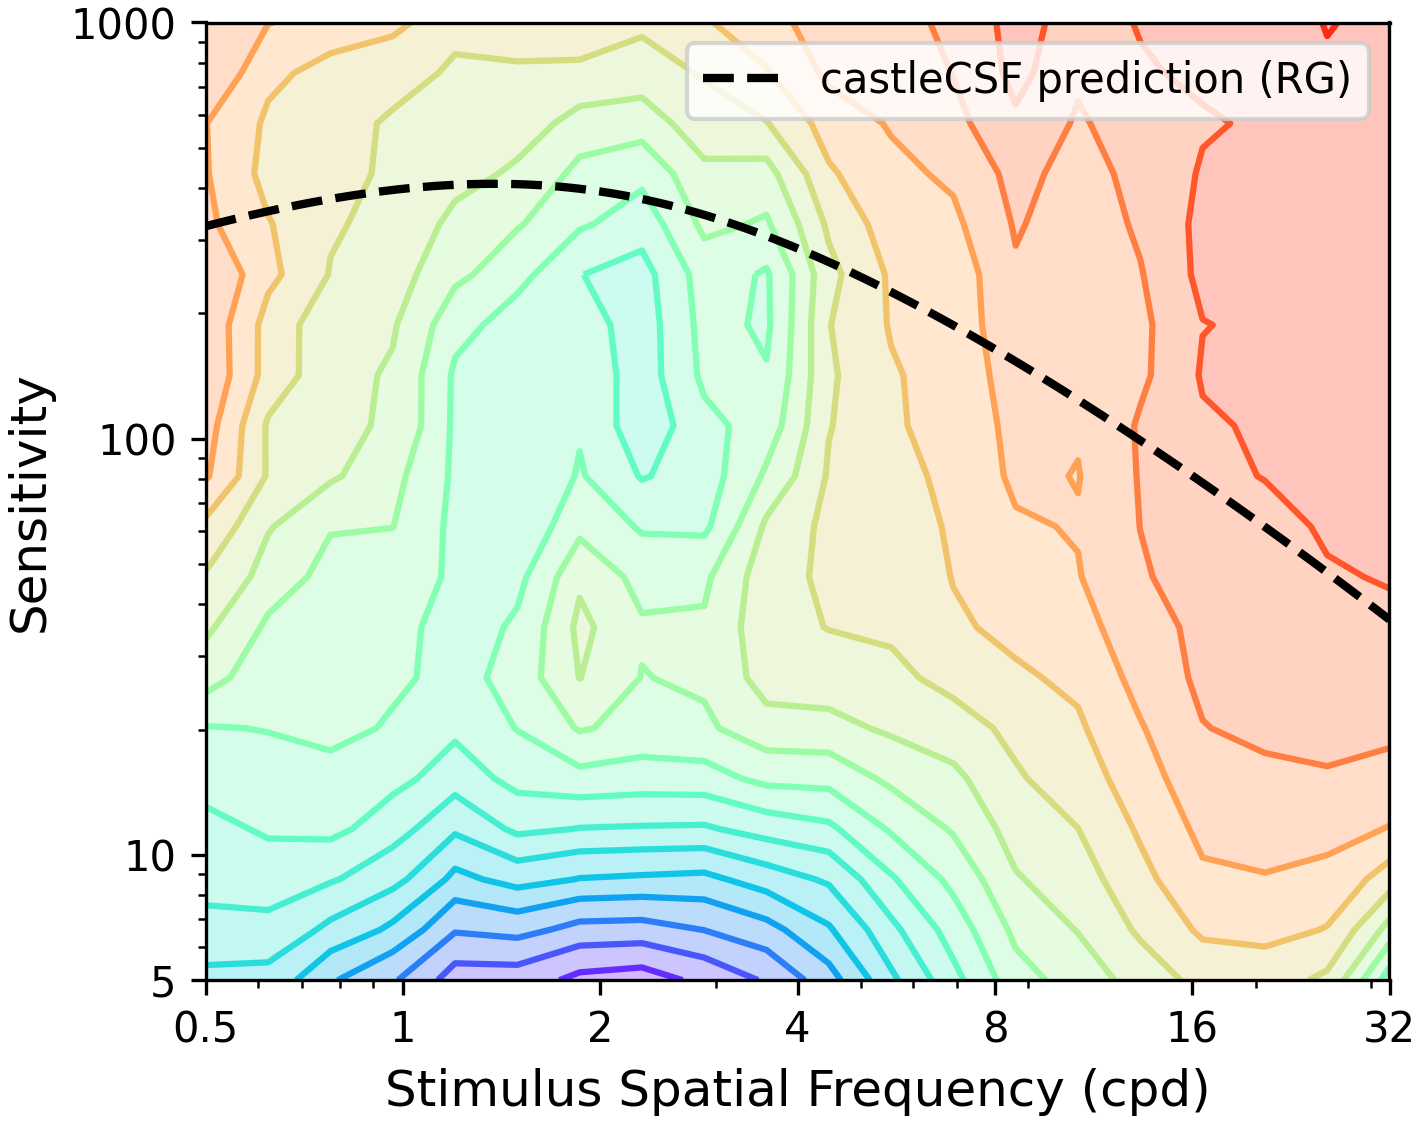 castleCSF prediction (RG)
Sensitivity
1000
100
10
5
0.5 1 2 4 8 16 32
Stimulus Spatial Frequency (cpd)